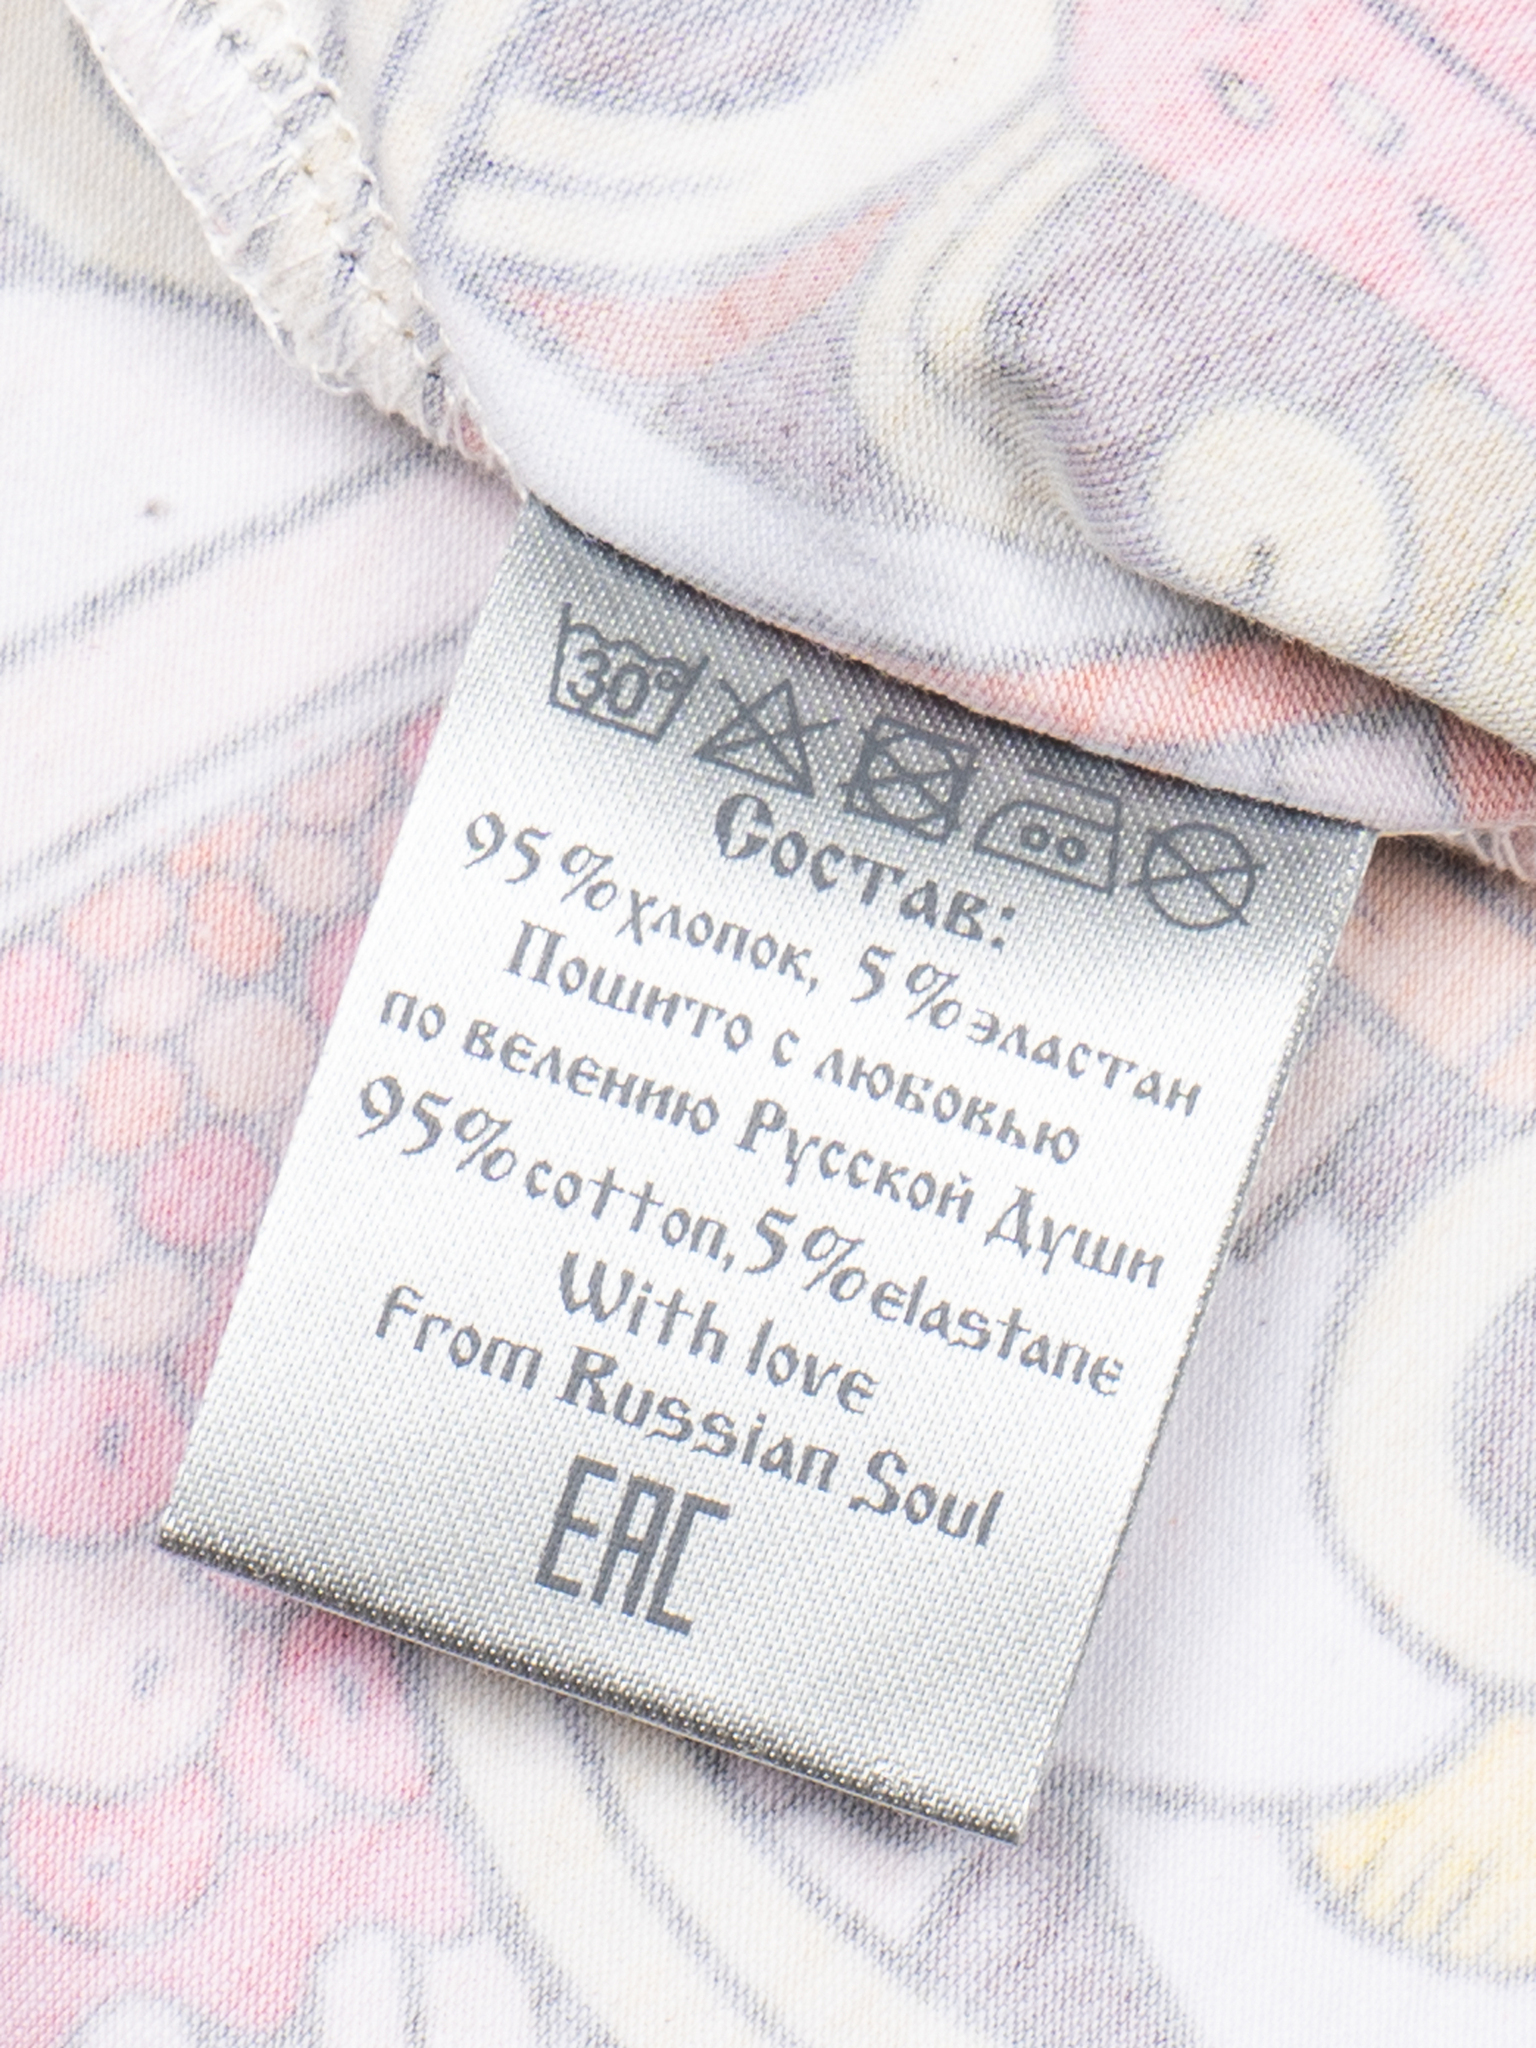 30°
Состав:
95% хлопок, 5% эластан
Пошито с любовью
по велению Русской Души
95% cotton, 5% elastane
With love
From Russian Soul
EAC